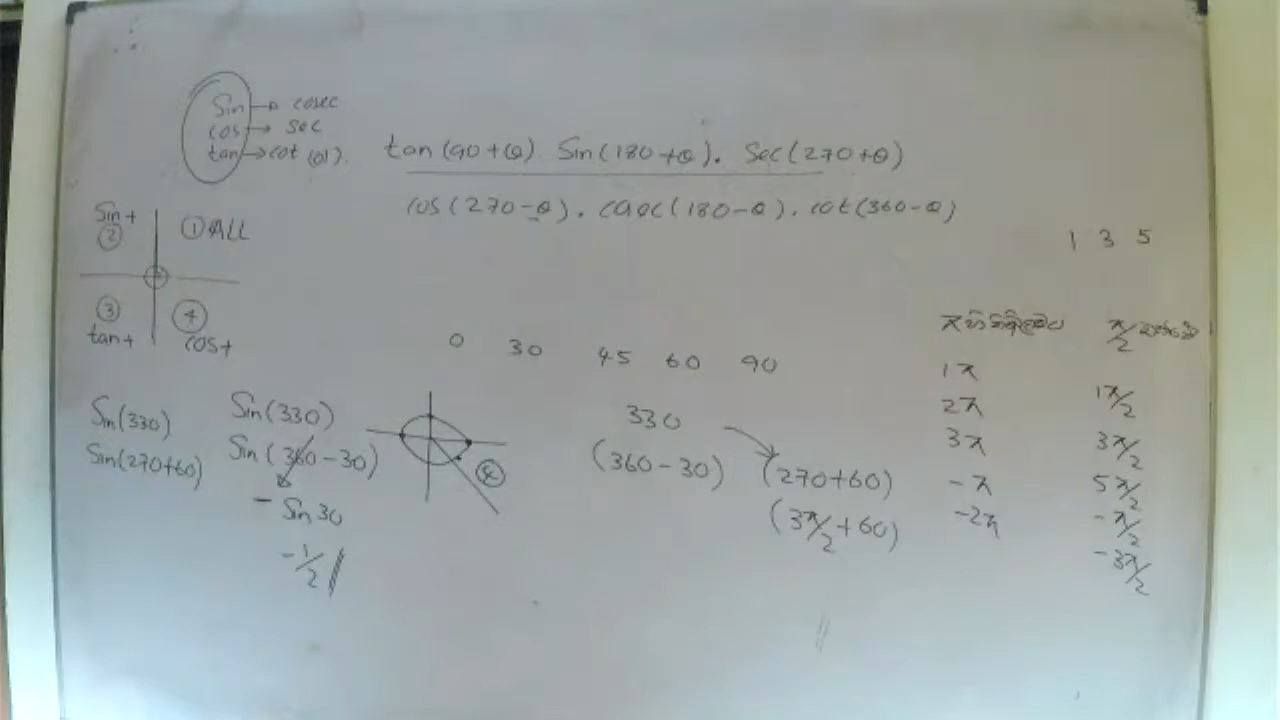 Sin → cosec
cos → sec
tan → cot (01).
tan(90+θ) Sin(180+θ). Sec(270+θ)
cos(270-θ). cosec(180-θ). cot(360-θ)
Sin+
②
① ALL
③
tan+
④
cos+
1 3 5
0 30 45 60 90
π/2
1π
2π
3π
-π
-2π
1π/2
3π/2
5π/2
-π/2
-3π/2
Sin(330)
Sin(270+60)
Sin(330)
Sin(360-30)
- Sin30
-1/2 //
④
330
(360-30)
(270+60)
(3π/2+60)